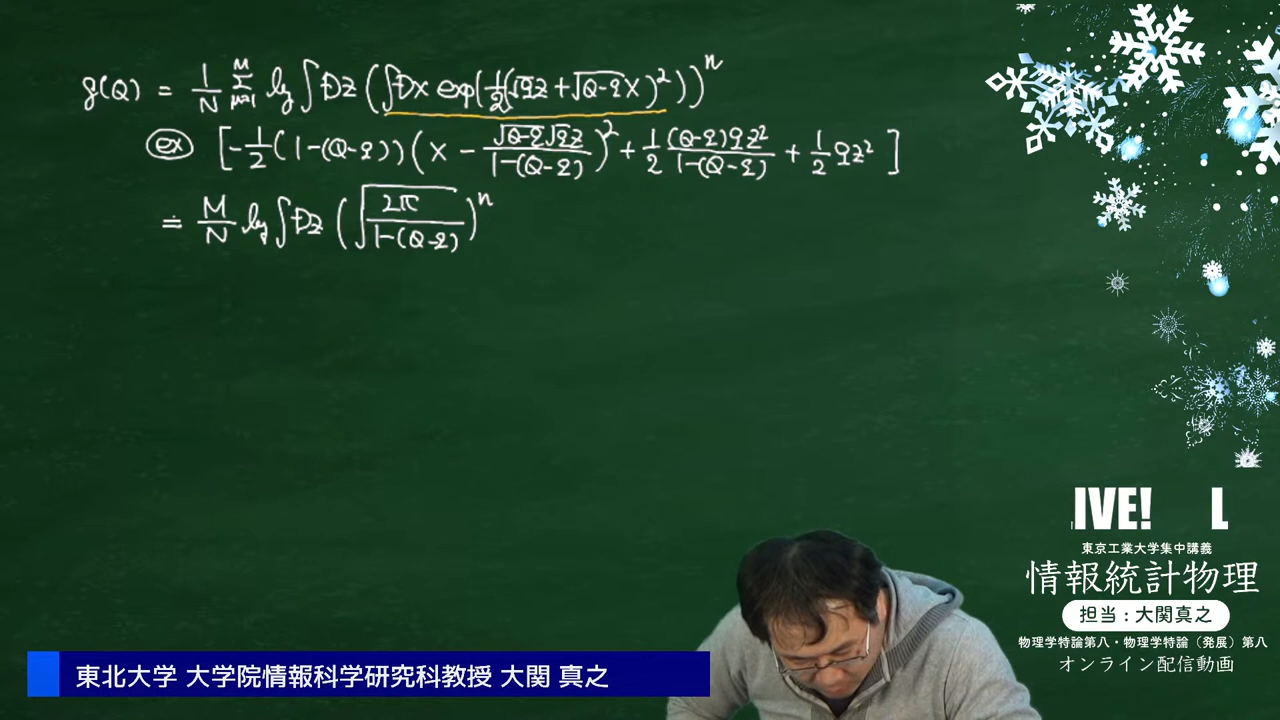 g(Q) = 1/N Σ_{μ=1}^{M} log ∫Dz (∫Dx exp(1/2(√q z + √(Q-q) x)²))ⁿ
ex [-1/2 (1-(Q-q)) (x - √(Q-q)√q z / (1-(Q-q)))² + 1/2 (Q-q)qz² / (1-(Q-q)) + 1/2 qz²]
= M/N log ∫Dz (√(2π / (1-(Q-q))))ⁿ
IVE! L
東京工業大学集中講義
情報統計物理
担当：大関真之
物理学特論第八・物理学特論（発展）第八
オンライン配信動画
東北大学 大学院情報科学研究科教授 大関 真之